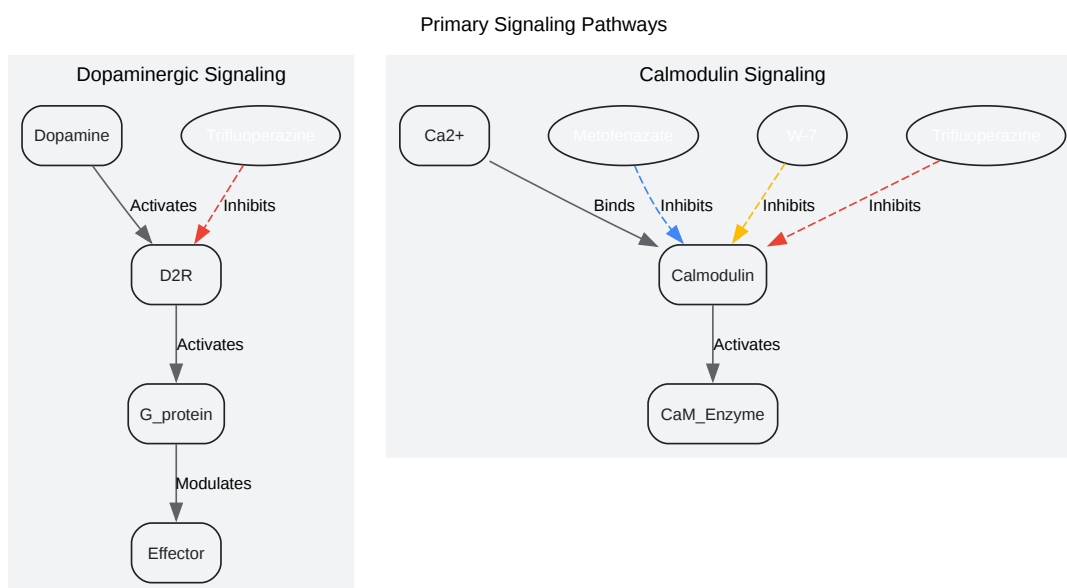 Primary Signaling Pathways
Dopaminergic Signaling
Dopamine
Trifluoperazine
Activates
Inhibits
D2R
Activates
G_protein
Modulates
Effector
Calmodulin Signaling
Ca2+
Metofenazate
W-7
Trifluoperazine
Binds
Inhibits
Inhibits
Inhibits
Calmodulin
Activates
CaM_Enzyme